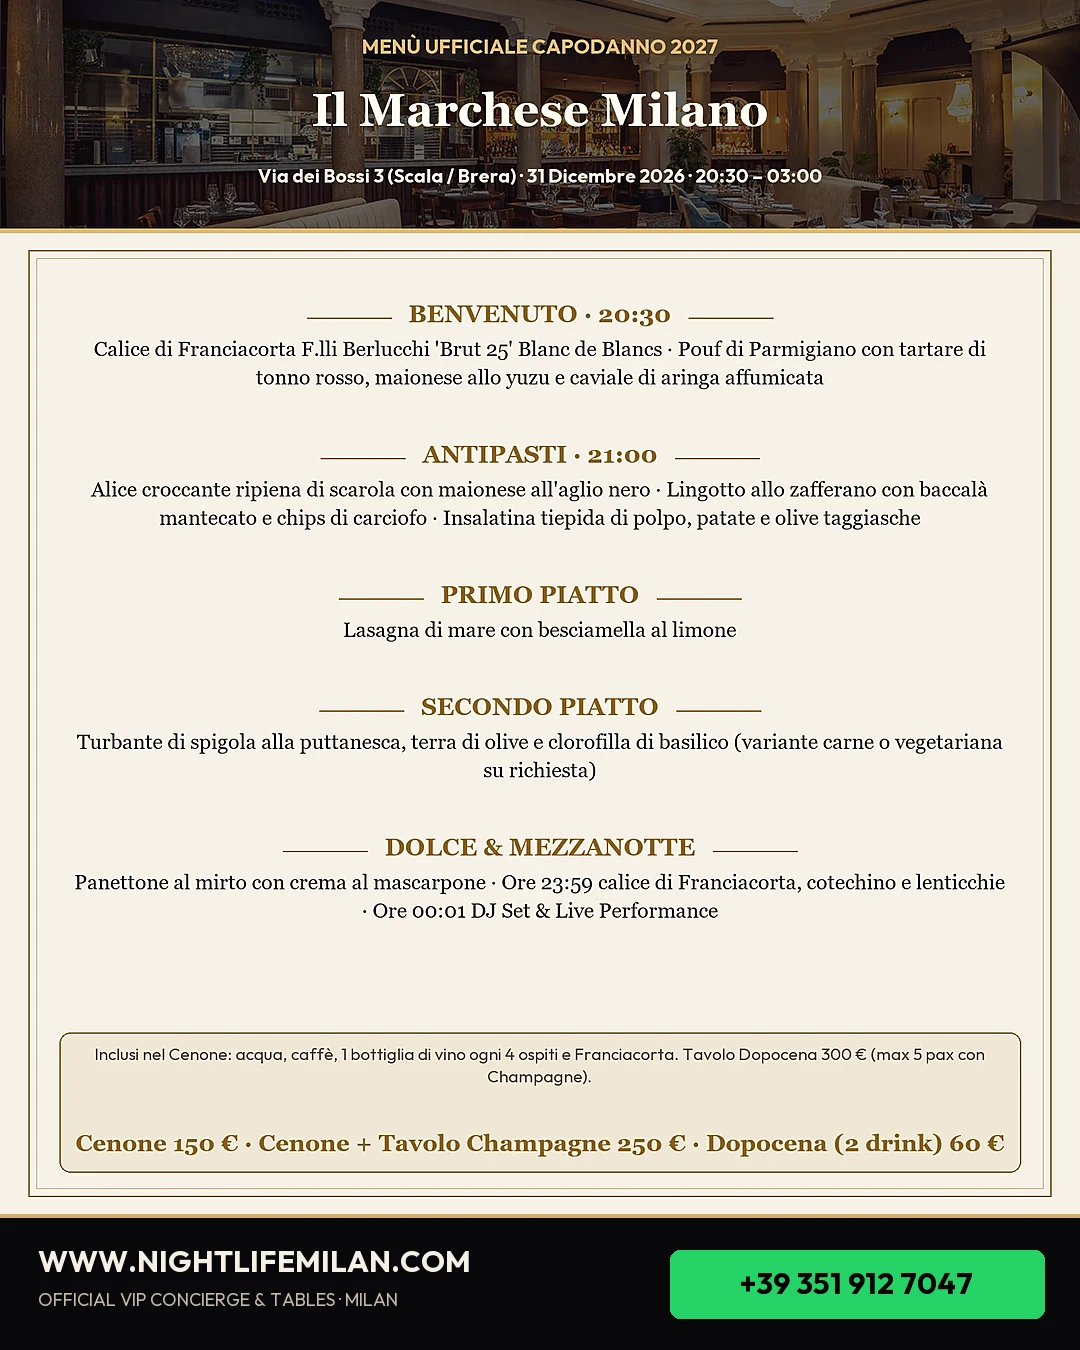 MENÙ UFFICIALE CAPODANNO 2027
Il Marchese Milano
Via dei Bossi 3 (Scala / Brera) · 31 Dicembre 2026 · 20:30 – 03:00
BENVENUTO · 20:30
Calice di Franciacorta F.lli Berlucchi 'Brut 25' Blanc de Blancs · Pouf di Parmigiano con tartare di
tonno rosso, maionese allo yuzu e caviale di aringa affumicata
ANTIPASTI · 21:00
Alice croccante ripiena di scarola con maionese all'aglio nero · Lingotto allo zafferano con baccalà
mantecato e chips di carciofo · Insalatina tiepida di polpo, patate e olive taggiasche
PRIMO PIATTO
Lasagna di mare con besciamella al limone
SECONDO PIATTO
Turbante di spigola alla puttanesca, terra di olive e clorofilla di basilico (variante carne o vegetariana
su richiesta)
DOLCE & MEZZANOTTE
Panettone al mirto con crema al mascarpone · Ore 23:59 calice di Franciacorta, cotechino e lenticchie
· Ore 00:01 DJ Set & Live Performance
Inclusi nel Cenone: acqua, caffè, 1 bottiglia di vino ogni 4 ospiti e Franciacorta. Tavolo Dopocena 300 € (max 5 pax con
Champagne).
Cenone 150 € · Cenone + Tavolo Champagne 250 € · Dopocena (2 drink) 60 €
WWW.NIGHTLIFEMILAN.COM
OFFICIAL VIP CONCIERGE & TABLES · MILAN
+39 351 912 7047